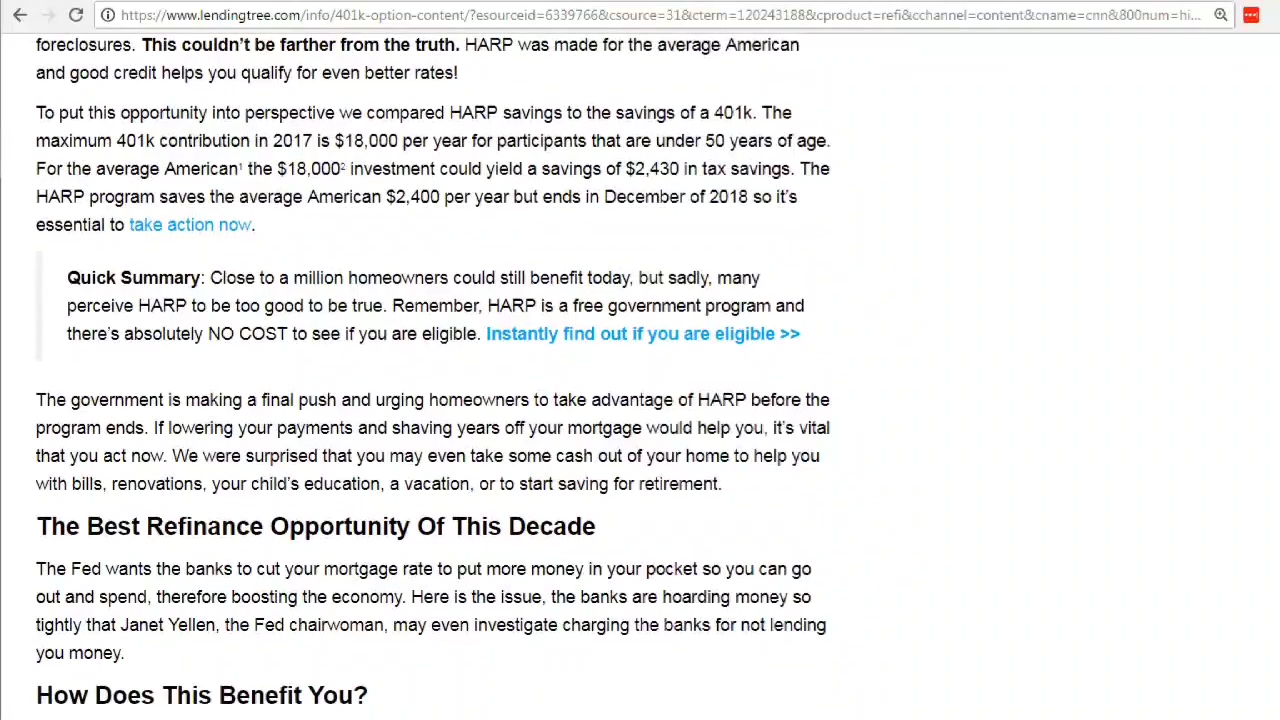 https://www.lendingtree.com/info/401k-option-content/?esourceid=6339766&csource=31&cterm=120243188&cproduct=refi&cchannel=content&cname=cnn&800num=hi...
foreclosures. This couldn’t be farther from the truth. HARP was made for the average American
and good credit helps you qualify for even better rates!
To put this opportunity into perspective we compared HARP savings to the savings of a 401k. The
maximum 401k contribution in 2017 is $18,000 per year for participants that are under 50 years of age.
For the average American¹ the $18,000² investment could yield a savings of $2,430 in tax savings. The
HARP program saves the average American $2,400 per year but ends in December of 2018 so it’s
essential to take action now.
Quick Summary: Close to a million homeowners could still benefit today, but sadly, many
perceive HARP to be too good to be true. Remember, HARP is a free government program and
there’s absolutely NO COST to see if you are eligible. Instantly find out if you are eligible >>
The government is making a final push and urging homeowners to take advantage of HARP before the
program ends. If lowering your payments and shaving years off your mortgage would help you, it’s vital
that you act now. We were surprised that you may even take some cash out of your home to help you
with bills, renovations, your child’s education, a vacation, or to start saving for retirement.
The Best Refinance Opportunity Of This Decade
The Fed wants the banks to cut your mortgage rate to put more money in your pocket so you can go
out and spend, therefore boosting the economy. Here is the issue, the banks are hoarding money so
tightly that Janet Yellen, the Fed chairwoman, may even investigate charging the banks for not lending
you money.
How Does This Benefit You?